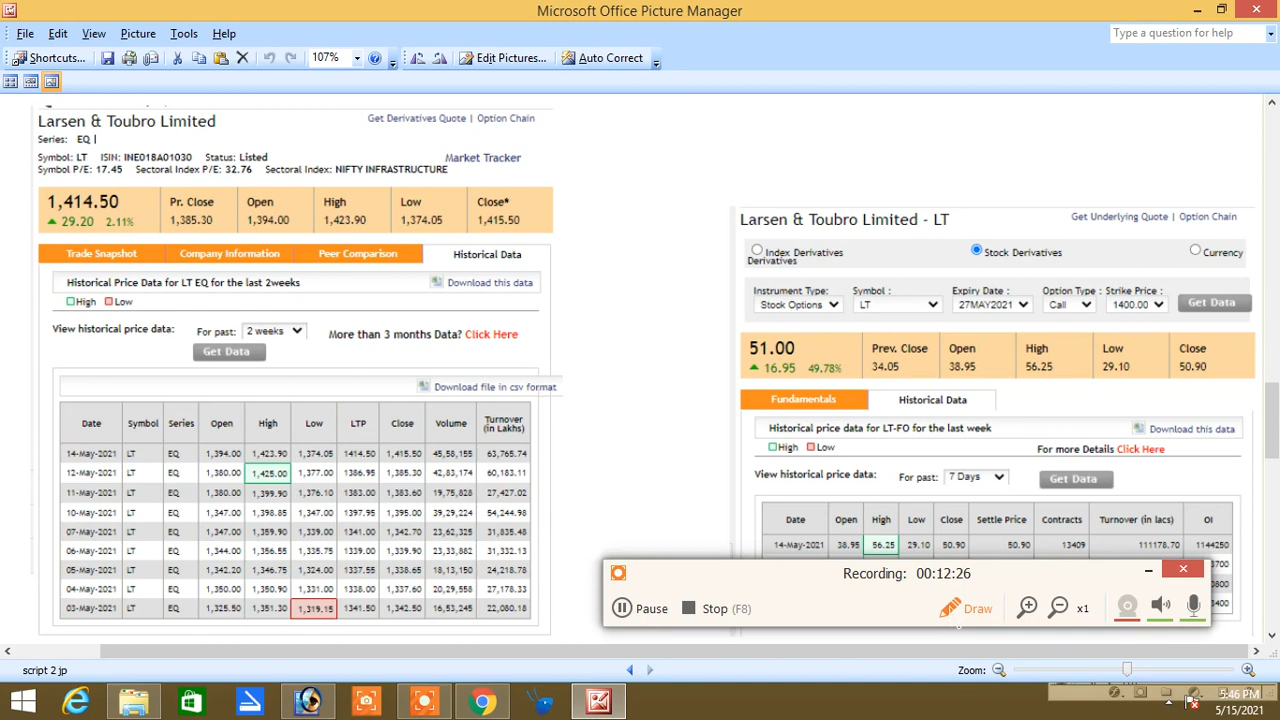 Microsoft Office Picture Manager
File Edit View Picture Tools Help
Type a question for help
Shortcuts... 107% Edit Pictures... Auto Correct
Larsen & Toubro Limited
Get Derivatives Quote | Option Chain
Series: EQ |
Symbol: LT ISIN: INE018A01030 Status: Listed
Market Tracker
Symbol P/E: 17.45 Sectoral Index P/E: 32.76 Sectoral Index: NIFTY INFRASTRUCTURE
1,414.50 Pr. Close Open High Low Close*
29.20 2.11% 1,385.30 1,394.00 1,423.90 1,374.05 1,415.50
Trade Snapshot Company Information Peer Comparison Historical Data
Historical Price Data for LT EQ for the last 2weeks Download this data
High Low
View historical price data: For past: 2 weeks More than 3 months Data? Click Here
Get Data
Download file in csv format
Date Symbol Series Open High Low LTP Close Volume Turnover (in Lakhs)
14-May-2021 LT EQ 1,394.00 1,423.90 1,374.05 1414.50 1,415.50 45,55,155 63,765.74
12-May-2021 LT EQ 1,380.00 1,425.00 1,377.00 1386.95 1,385.30 42,83,174 60,183.11
11-May-2021 LT EQ 1,380.00 1,399.90 1,376.10 1383.00 1,383.60 19,75,828 27,427.02
10-May-2021 LT EQ 1,347.00 1,398.85 1,347.00 1397.95 1,395.00 39,29,224 54,244.98
07-May-2021 LT EQ 1,347.00 1,359.90 1,339.00 1341.00 1,342.70 23,62,325 31,835.48
06-May-2021 LT EQ 1,344.00 1,356.55 1,335.75 1339.00 1,339.90 23,33,882 31,332.13
05-May-2021 LT EQ 1,342.20 1,346.75 1,324.00 1337.55 1,338.65 18,13,150 24,218.78
04-May-2021 LT EQ 1,350.00 1,350.90 1,331.00 1338.00 1,337.60 20,29,558 27,178.33
03-May-2021 LT EQ 1,325.50 1,351.30 1,319.15 1341.50 1,342.50 16,53,245 22,080.18
Larsen & Toubro Limited - LT
Get Underlying Quote | Option Chain
Index Derivatives Stock Derivatives Currency
Derivatives
Instrument Type: Symbol : Expiry Date : Option Type : Strike Price :
Stock Options LT 27MAY2021 Call 1400.00 Get Data
51.00 Prev. Close Open High Low Close
16.95 49.78% 34.05 38.95 56.25 29.10 50.90
Fundamentals Historical Data
Historical price data for LT-FO for the last week Download this data
High Low For more Details Click Here
View historical price data: For past: 7 Days Get Data
Date Open High Low Close Settle Price Contracts Turnover (in lacs) OI
14-May-2021 38.95 56.25 29.10 50.90 50.90 13409 111178.70 1144250
3700
0800
3400
Recording: 00:12:26
Pause Stop (F8) Draw x1
script 2 jp
Zoom:
5:46 PM
5/15/2021